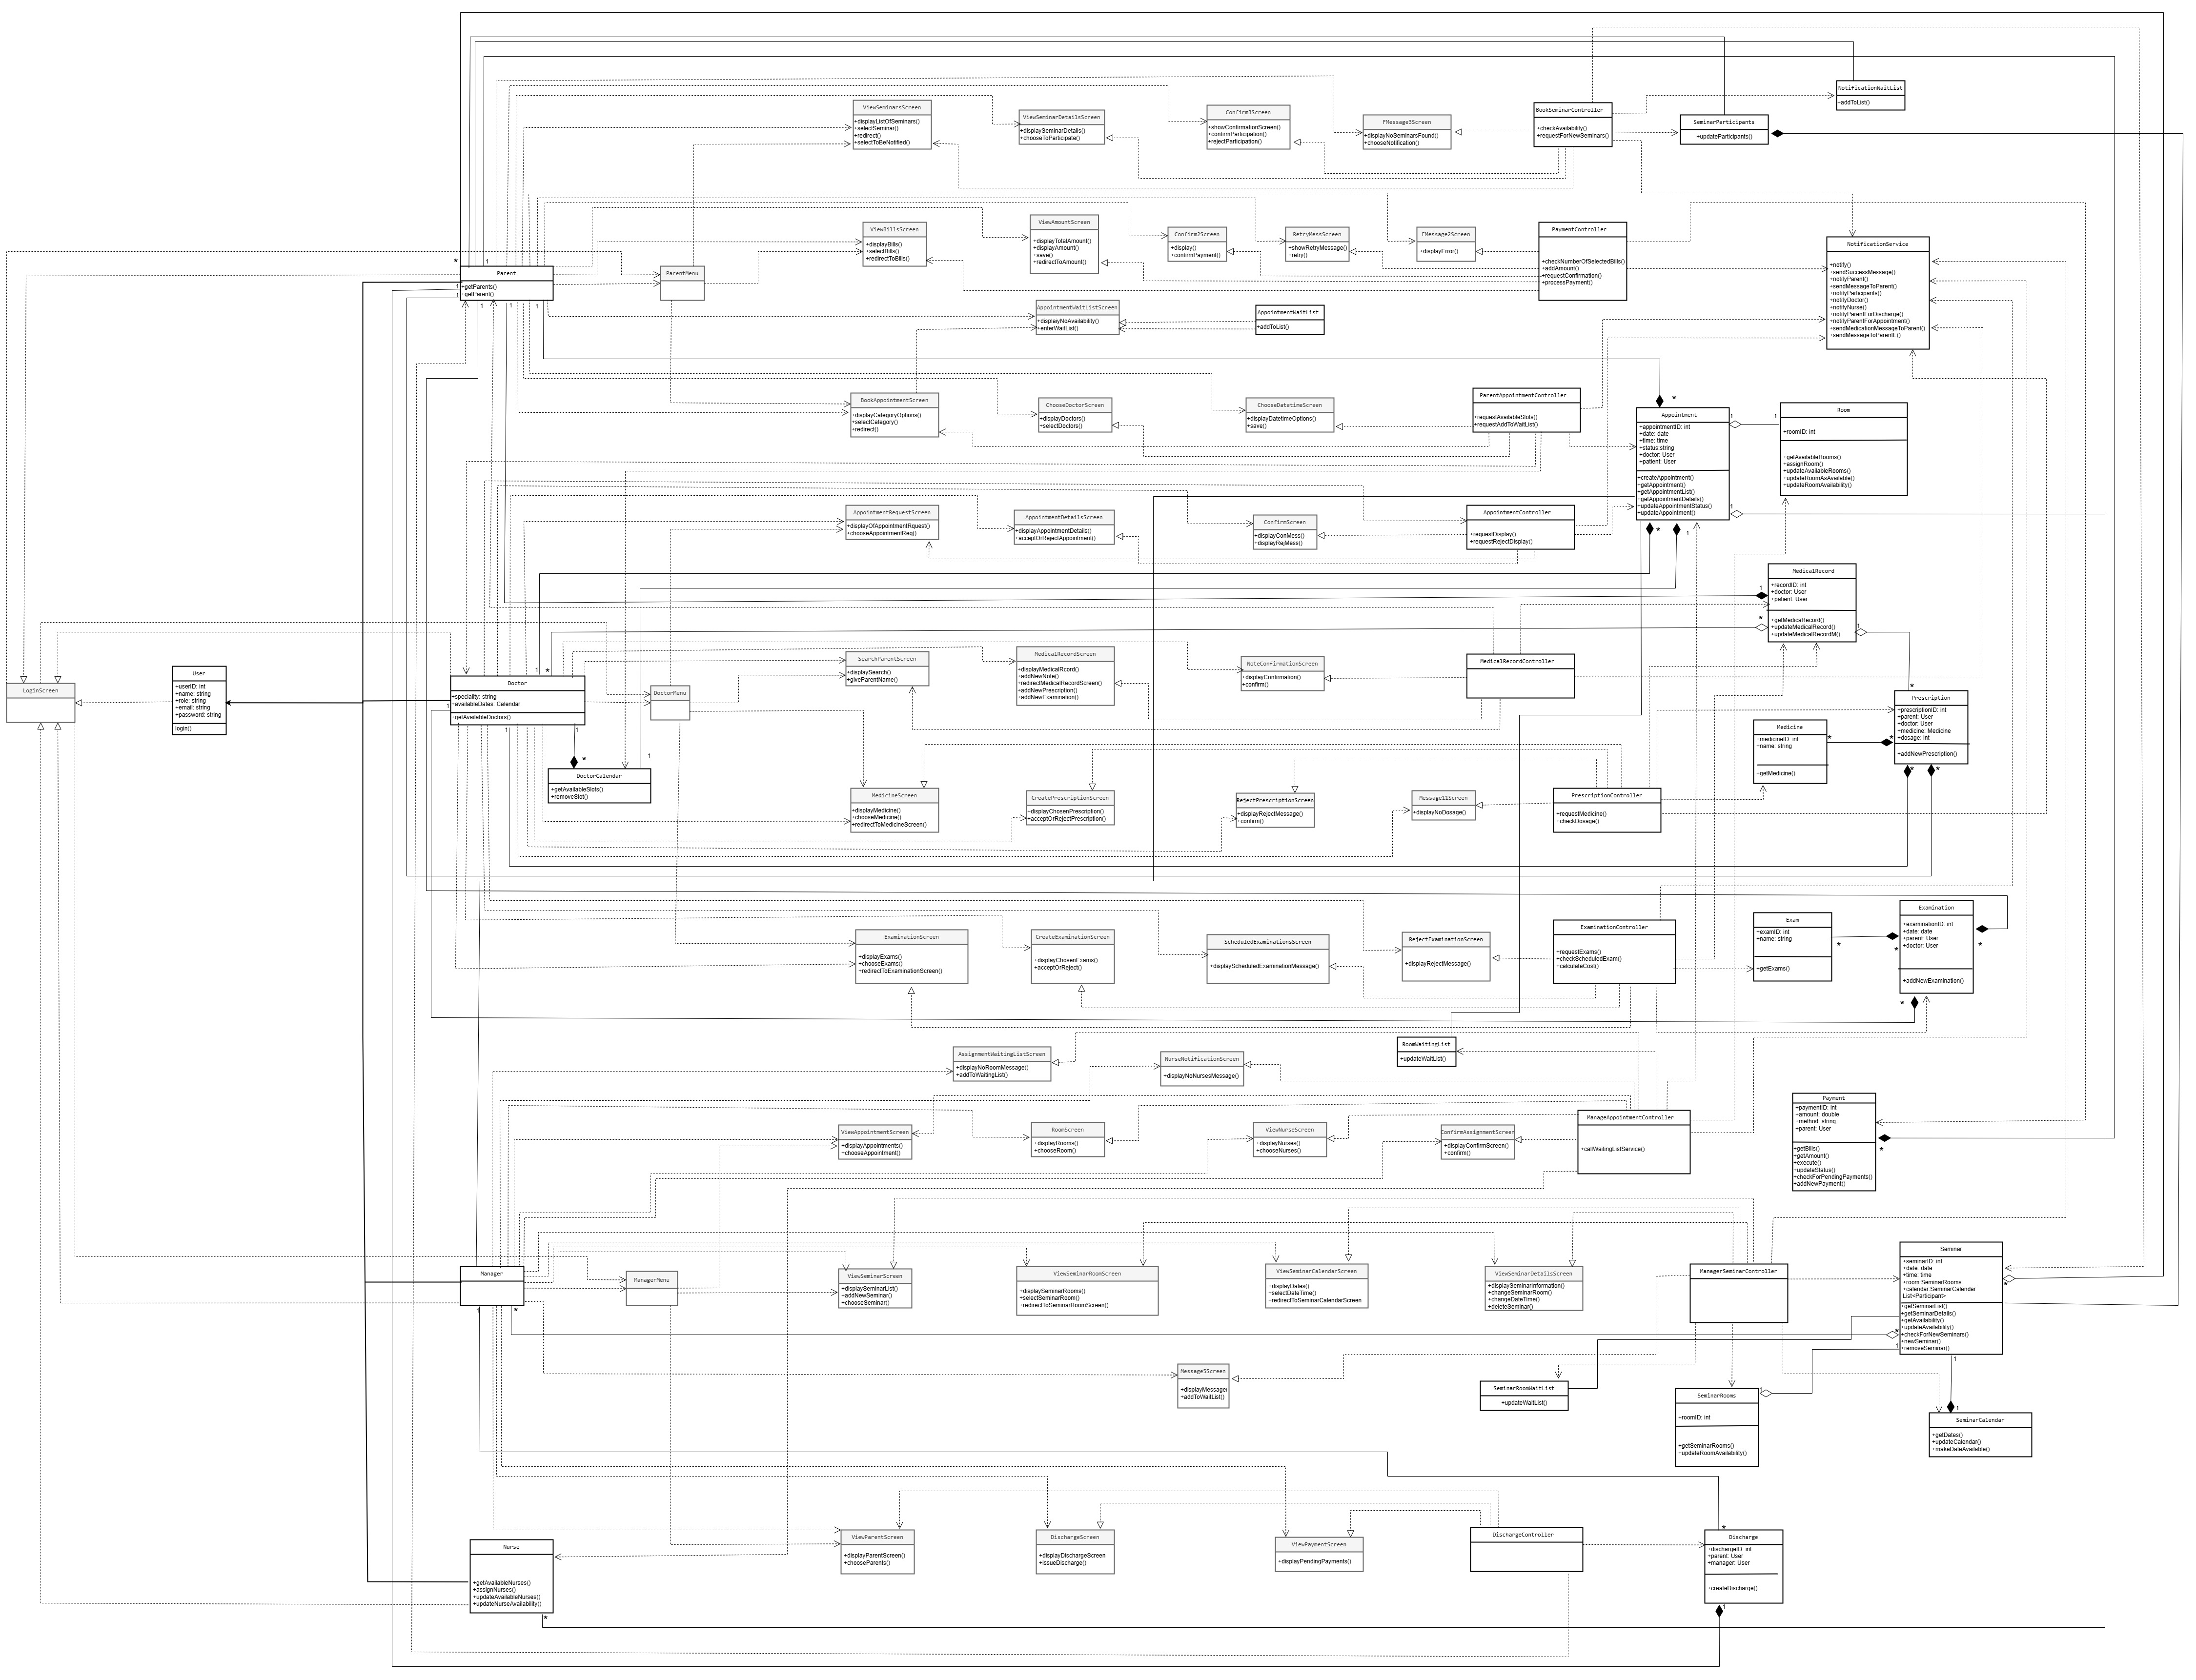 NotificationWaitList
+addToList()
ViewSeminarsScreen
+displayListOfSeminars()
+selectSeminar()
+redirect()
+selectToBeNotified()
ViewSeminarDetailsScreen
+displaySeminarDetails()
+chooseToParticipate()
Confirm3Screen
+showConfirmationScreen()
+confirmParticipation()
+rejectParticipation()
FMessage3Screen
+displayNoSeminarsFound()
+chooseNotification()
BookSeminarController
+checkAvailability()
+requestForNewSeminars()
SeminarParticipants
+updateParticipants()
ViewBillsScreen
+displayBills()
+selectBills()
+redirectToBills()
ViewAmountScreen
+displayTotalAmount()
+displayAmount()
+save()
+redirectToAmount()
Confirm2Screen
+display()
+confirmPayment()
RetryMessScreen
+showRetryMessage()
+retry()
FMessage2Screen
+displayError()
PaymentController
+checkNumberOfSelectedBills()
+addAmount()
+requestConfirmation()
+processPayment()
NotificationService
+notify()
+sendSuccessMessage()
+notifyParent()
+sendMessageToParent()
+notifyParticipants()
+notifyDoctor()
+notifyNurse()
+notifyParentForDischarge()
+notifyParentForAppointment()
+sendMedicationMessageToParent()
+sendMessageToParentE()
* 1
Parent
+getParents()
+getParent()
1
1
1 1 1
ParentMenu
AppointmentWaitListScreen
+displayNoAvailability()
+enterWaitList()
AppointmentWaitList
+addToList()
BookAppointmentScreen
+displayCategoryOptions()
+selectCategory()
+redirect()
ChooseDoctorScreen
+displayDoctors()
+selectDoctors()
ChooseDatetimeScreen
+displayDatetimeOptions()
+save()
ParentAppointmentController
+requestAvailableSlots()
+requestAddToWaitList()
*
Appointment
+appointmentID: int
+date: date
+time: time
+status:string
+doctor: User
+patient: User
+createAppointment()
+getAppointment()
+getAppointmentList()
+getAppointmentDetails()
+updateAppointmentStatus()
+updateAppointment()
1 1
1
* 1
Room
+roomID: int
+getAvailableRooms()
+assignRoom()
+updateAvailableRooms()
+updateRoomAsAvailable()
+updateRoomAvailability()
AppointmentRequestScreen
+displayOfAppointmentRquest()
+chooseAppointmentReq()
AppointmentDetailsScreen
+displayAppointmentDetails()
+acceptOrRejectAppointment()
ConfirmScreen
+displayConMess()
+displayRejMess()
AppointmentController
+requestDisplay()
+requestRejectDisplay()
1
MedicalRecord
+recordID: int
+doctor: User
+patient: User
+getMedicaRecord()
+updateMedicalRecord()
+updateMedicalRecordM()
*
1
LoginScreen
User
+userID: int
+name: string
+role: string
+email: string
+password: string
login()
1 *
Doctor
+speciality: string
+availableDates: Calendar
+getAvailableDoctors()
1
1 1
DoctorMenu
SearchParentScreen
+displaySearch()
+giveParentName()
MedicalRecordScreen
+displayMedicalRcord()
+addNewNote()
+redirectMedicalRecordScreen()
+addNewPrescription()
+addNewExamination()
NoteConfirmationScreen
+displayConfirmation()
+confirm()
MedicalRecordController
*
Prescription
+prescriptionID: int
+parent: User
+doctor: User
+medicine: Medicine
+dosage: int
+addNewPrescription()
Medicine
+medicineID: int
+name: string
+getMedicine()
* *
* *
* 1
DoctorCalendar
+getAvailableSlots()
+removeSlot()
MedicineScreen
+displayMedicine()
+chooseMedicine()
+redirectToMedicineScreen()
CreatePrescriptionScreen
+displayChosenPrescription()
+acceptOrRejectPrescription()
RejectPrescriptionScreen
+displayRejectMessage()
+confirm()
Message11Screen
+displayNoDosage()
PrescriptionController
+requestMedicine()
+checkDosage()
ExaminationScreen
+displayExams()
+chooseExams()
+redirectToExaminationScreen()
CreateExaminationScreen
+displayChosenExams()
+acceptOrReject()
ScheduledExaminationsScreen
+displayScheduledExaminationMessage()
RejectExaminationScreen
+displayRejectMessage()
ExaminationController
+requestExams()
+checkScheduledExam()
+calculateCost()
Exam
+examID: int
+name: string
+getExams()
* *
Examination
+examinationID: int
+date: date
+parent: User
+doctor: User
+addNewExamination()
*
*
RoomWaitingList
+updateWaitList()
AssignmentWaitingListScreen
+displayNoRoomMessage()
+addToWaitingList()
NurseNotificationScreen
+displayNoNursesMessage()
ViewAppointmentScreen
+displayAppointments()
+chooseAppointment()
RoomScreen
+displayRooms()
+chooseRoom()
ViewNurseScreen
+displayNurses()
+chooseNurses()
ConfirmAssignmentScreen
+displayConfirmScreen()
+confirm()
ManageAppointmentController
+callWaitingListService()
Payment
+paymentID: int
+amount: double
+method: string
+parent: User
+getBills()
+getAmount()
+execute()
+updateStatus()
+checkForPendingPayments()
+addNewPayment()
*
Manager
1 *
ManagerMenu
ViewSeminarScreen
+displaySeminarList()
+addNewSeminar()
+chooseSeminar()
ViewSeminarRoomScreen
+displaySeminarRooms()
+selectSeminarRoom()
+redirectToSeminarRoomScreen()
ViewSeminarCalendarScreen
+displayDates()
+selectDateTime()
+redirectToSeminarCalendarScreen
ViewSeminarDetailsScreen
+displaySeminarInformation()
+changeSeminarRoom()
+changeDateTime()
+deleteSeminar()
ManagerSeminarController
Seminar
+seminarID: int
+date: date
+time: time
+room:SeminarRooms
+calendar:SeminarCalendar
List<Participant>
+getSeminarList()
+getSeminarDetails()
+getAvailability()
+updateAvailability()
+checkForNewSeminars()
+newSeminar()
+removeSeminar()
*
*
1
1
Message5Screen
+displayMessage(
+addToWaitList()
SeminarRoomWaitList
+updateWaitList()
SeminarRooms
+roomID: int
+getSeminarRooms()
+updateRoomAvailability()
1
1
SeminarCalendar
+getDates()
+updateCalendar()
+makeDateAvailable()
Nurse
+getAvailableNurses()
+assignNurses()
+updateAvailableNurses()
+updateNurseAvailability()
*
ViewParentScreen
+displayParentScreen()
+chooseParents()
DischargeScreen
+displayDischargeScreen
+issueDischarge()
ViewPaymentScreen
+displayPendingPayments()
DischargeController
*
Discharge
+dischargeID: int
+parent: User
+manager: User
+createDischarge()
1